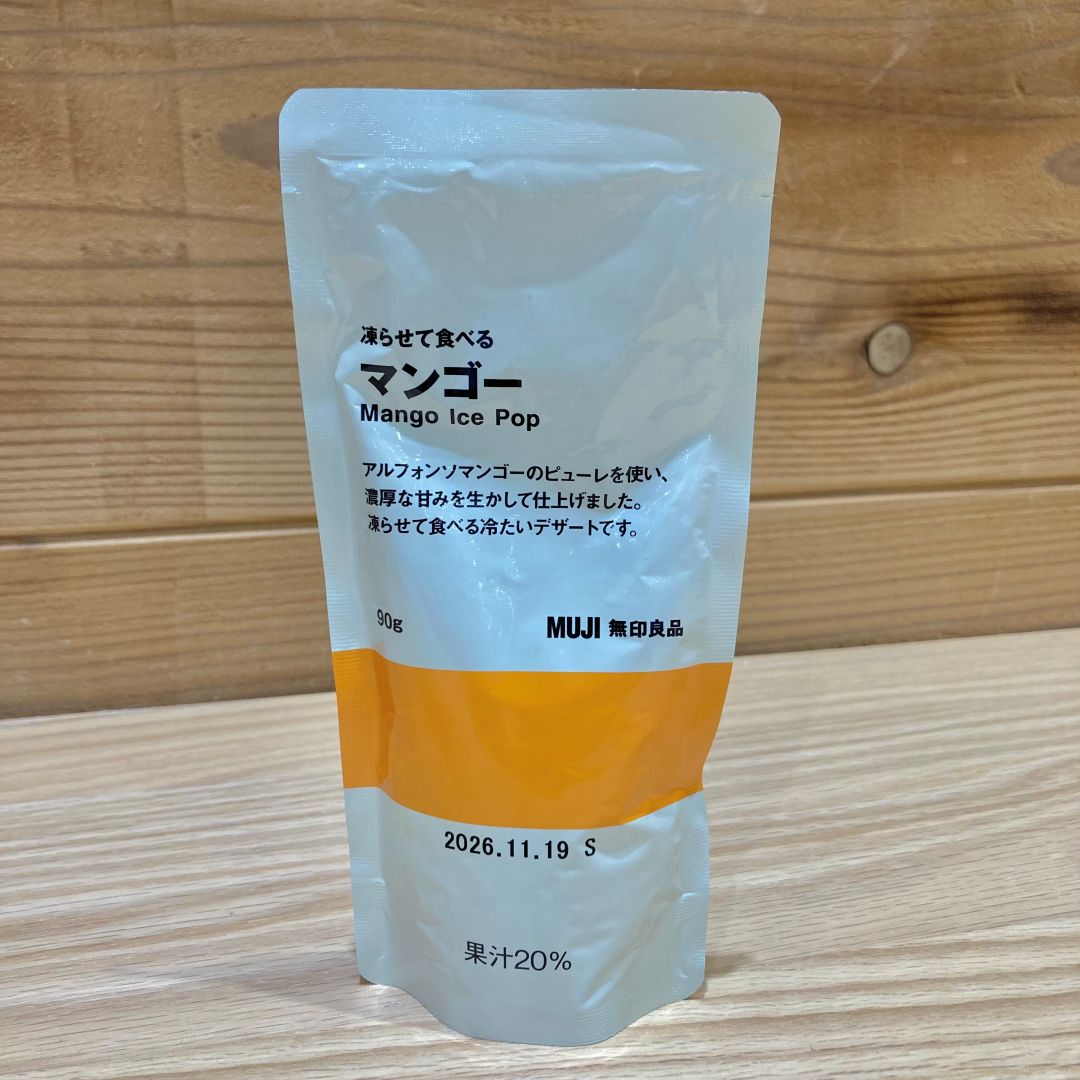 凍らせて食べる
マンゴー
Mango Ice Pop
アルフォンソマンゴーのピューレを使い、
濃厚な甘みを生かして仕上げました。
凍らせて食べる冷たいデザートです。
90g
MUJI 無印良品
2026.11.19 S
果汁20%